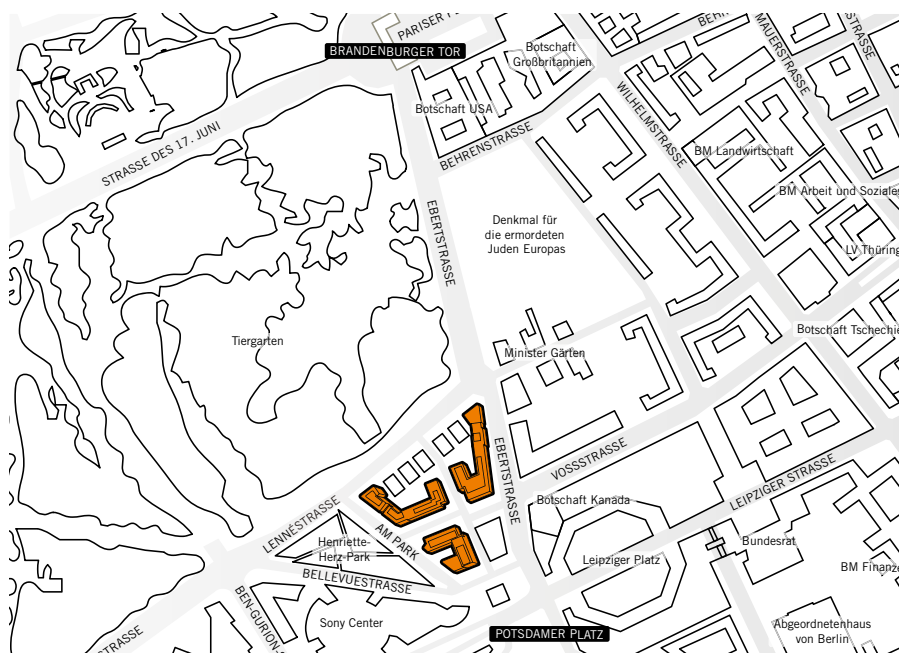 PARISER
BRANDENBURGER TOR
Botschaft
Großbritannien
MAUERSTRASSE
STRASSE
Botschaft USA
WILHELMSTRASSE
BEHRENSTRASSE
STRASSE DES 17. JUNI
BM Landwirtschaft
BM Arbeit und Soziales
EBERTSTRASSE
Denkmal für
die ermordeten
Juden Europas
LV Thüring
Botschaft Tschechie
Tiergarten
Minister Gärten
EBERTSTRASSE
VOSSSTRASSE
LEIPZIGER STRASSE
Botschaft Kanada
LENNÉSTRASSE
AM PARK
Henriette-
Herz-Park
Bundesrat
Leipziger Platz
BM Finanze
BELLEVUESTRASSE
BEN-GURION-
Sony Center
STRASSE
POTSDAMER PLATZ
Abgeordnetenhaus
von Berlin